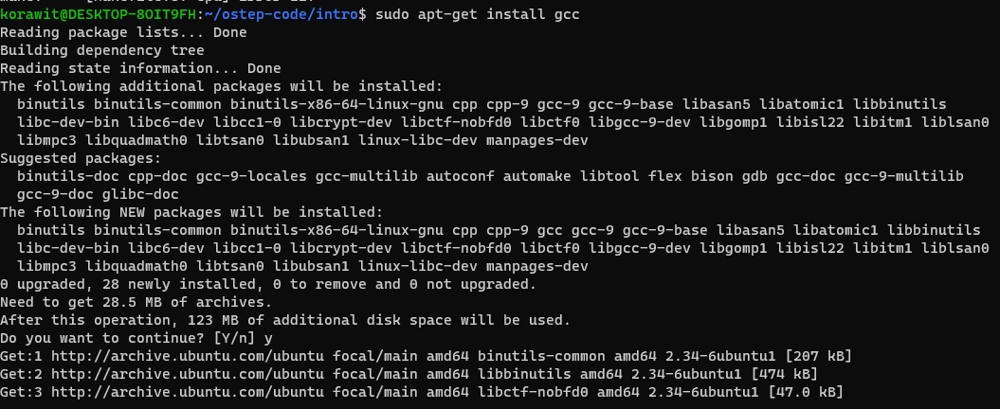 korawit@DESKTOP-8OIT9FH:~/ostep-code/intro$ sudo apt-get install gcc
Reading package lists... Done
Building dependency tree
Reading state information... Done
The following additional packages will be installed:
  binutils binutils-common binutils-x86-64-linux-gnu cpp cpp-9 gcc-9 gcc-9-base libasan5 libatomic1 libbinutils
  libc-dev-bin libc6-dev libcc1-0 libcrypt-dev libctf-nobfd0 libctf0 libgcc-9-dev libgomp1 libisl22 libitm1 liblsan0
  libmpc3 libquadmath0 libtsan0 libubsan1 linux-libc-dev manpages-dev
Suggested packages:
  binutils-doc cpp-doc gcc-9-locales gcc-multilib autoconf automake libtool flex bison gdb gcc-doc gcc-9-multilib
  gcc-9-doc glibc-doc
The following NEW packages will be installed:
  binutils binutils-common binutils-x86-64-linux-gnu cpp cpp-9 gcc gcc-9 gcc-9-base libasan5 libatomic1 libbinutils
  libc-dev-bin libc6-dev libcc1-0 libcrypt-dev libctf-nobfd0 libctf0 libgcc-9-dev libgomp1 libisl22 libitm1 liblsan0
  libmpc3 libquadmath0 libtsan0 libubsan1 linux-libc-dev manpages-dev
0 upgraded, 28 newly installed, 0 to remove and 0 not upgraded.
Need to get 28.5 MB of archives.
After this operation, 123 MB of additional disk space will be used.
Do you want to continue? [Y/n] y
Get:1 http://archive.ubuntu.com/ubuntu focal/main amd64 binutils-common amd64 2.34-6ubuntu1 [207 kB]
Get:2 http://archive.ubuntu.com/ubuntu focal/main amd64 libbinutils amd64 2.34-6ubuntu1 [474 kB]
Get:3 http://archive.ubuntu.com/ubuntu focal/main amd64 libctf-nobfd0 amd64 2.34-6ubuntu1 [47.0 kB]